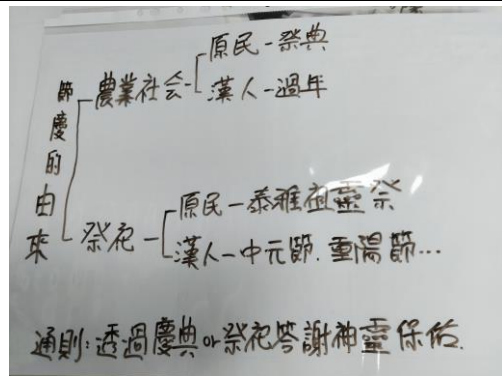 節慶的由來
農業社会
原民-祭典
漢人-過年
祭祀
原民-泰雅祖靈祭
漢人-中元節.重陽節…
通則:透過慶典or祭祀答謝神靈保佑.